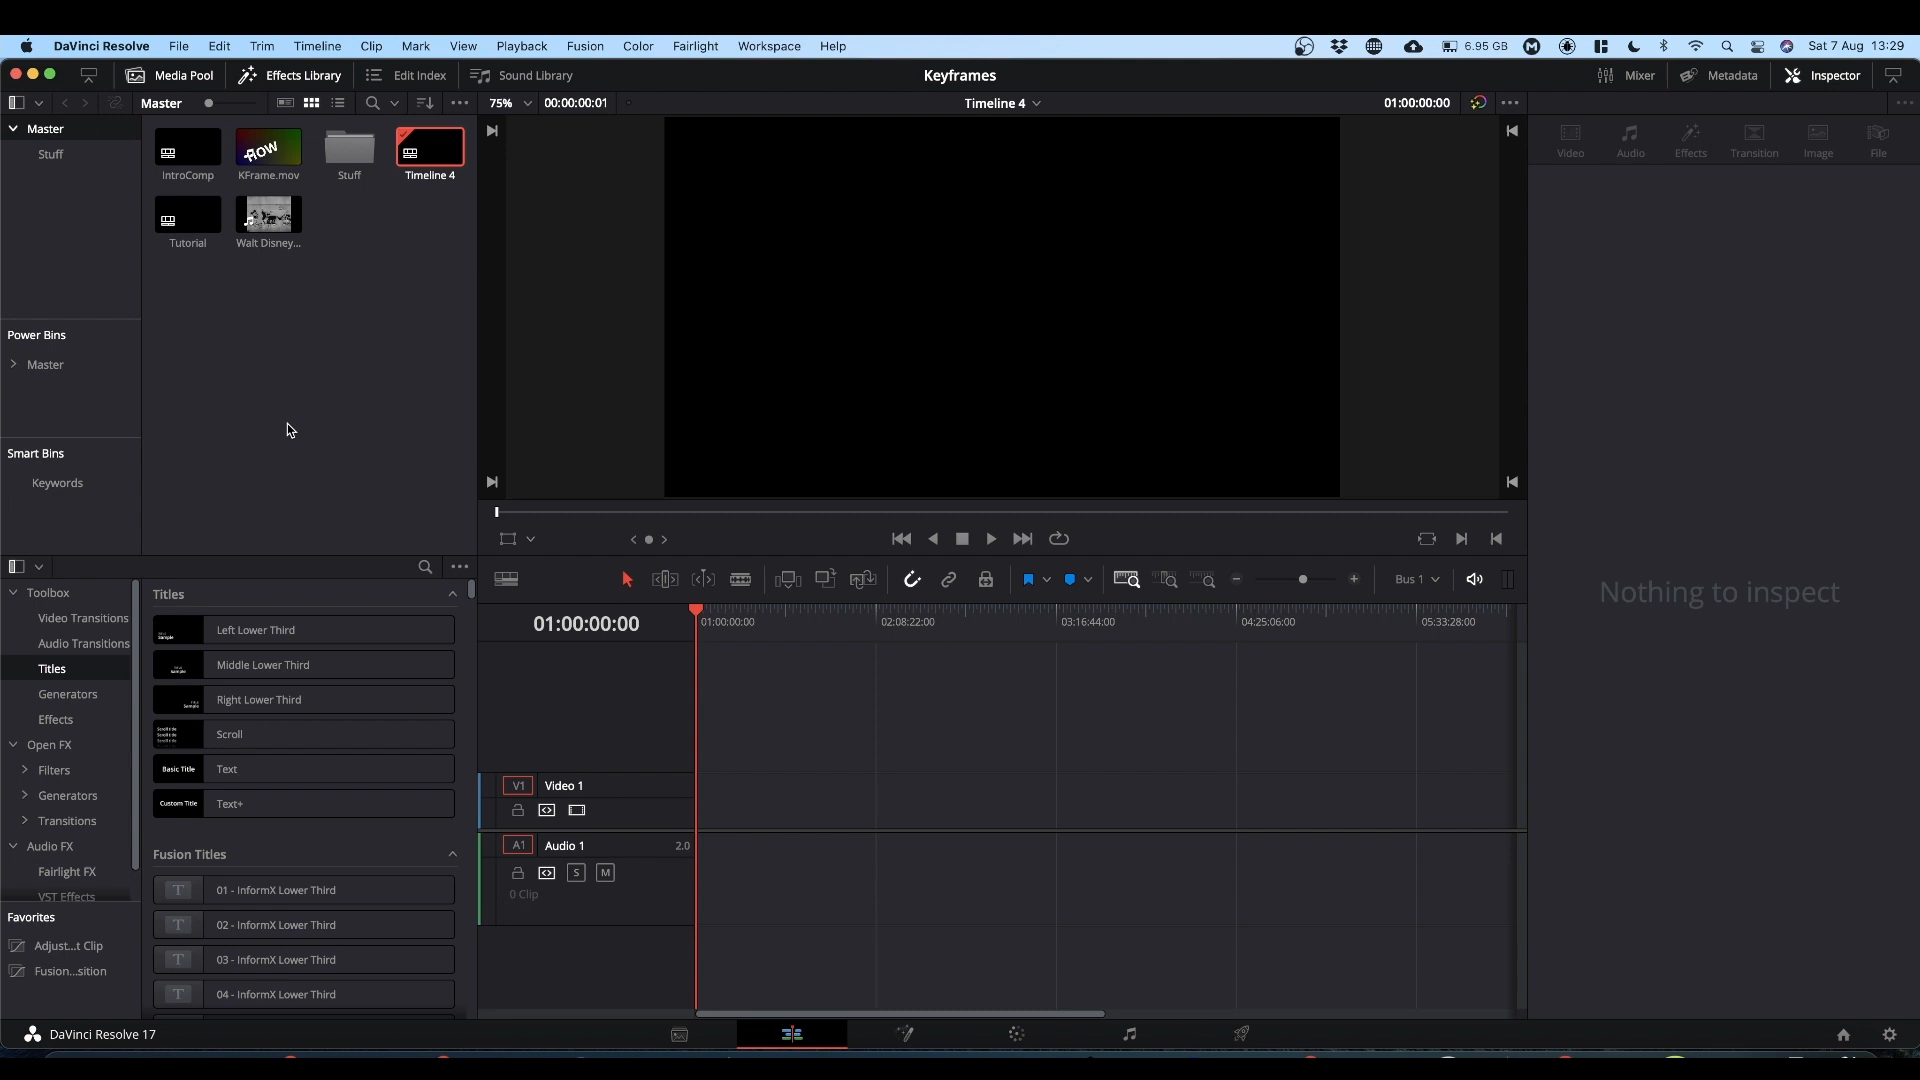 DaVinci Resolve File Edit Trim Timeline Clip Mark View Playback Fusion Color Fairlight Workspace Help 6.95 GB Sat 7 Aug 13:29
Media Pool Effects Library Edit Index Sound Library Keyframes Mixer Metadata Inspector
Master 75% 00:00:00:01 Timeline 4 01:00:00:00
Master
Stuff
IntroComp KFrame.mov Stuff Timeline 4
Tutorial Walt Disney...
flow
Video Audio Effects Transition Image File
Power Bins
Master
Smart Bins
Keywords
Nothing to inspect
Bus 1
Toolbox
Video Transitions
Audio Transitions
Titles
Generators
Effects
Open FX
Filters
Generators
Transitions
Audio FX
Fairlight FX
VST Effects
Favorites
Adjust...t Clip
Fusion...sition
Titles
Left Lower Third
Middle Lower Third
Right Lower Third
Scroll
Basic Title Text
Custom Title Text+
Fusion Titles
T 01 - InformX Lower Third
T 02 - InformX Lower Third
T 03 - InformX Lower Third
T 04 - InformX Lower Third
01:00:00:00 01:00:00:00 02:08:22:00 03:16:44:00 04:25:06:00 05:33:28:00
V1 Video 1
A1 Audio 1 2.0
S M
0 Clip
DaVinci Resolve 17